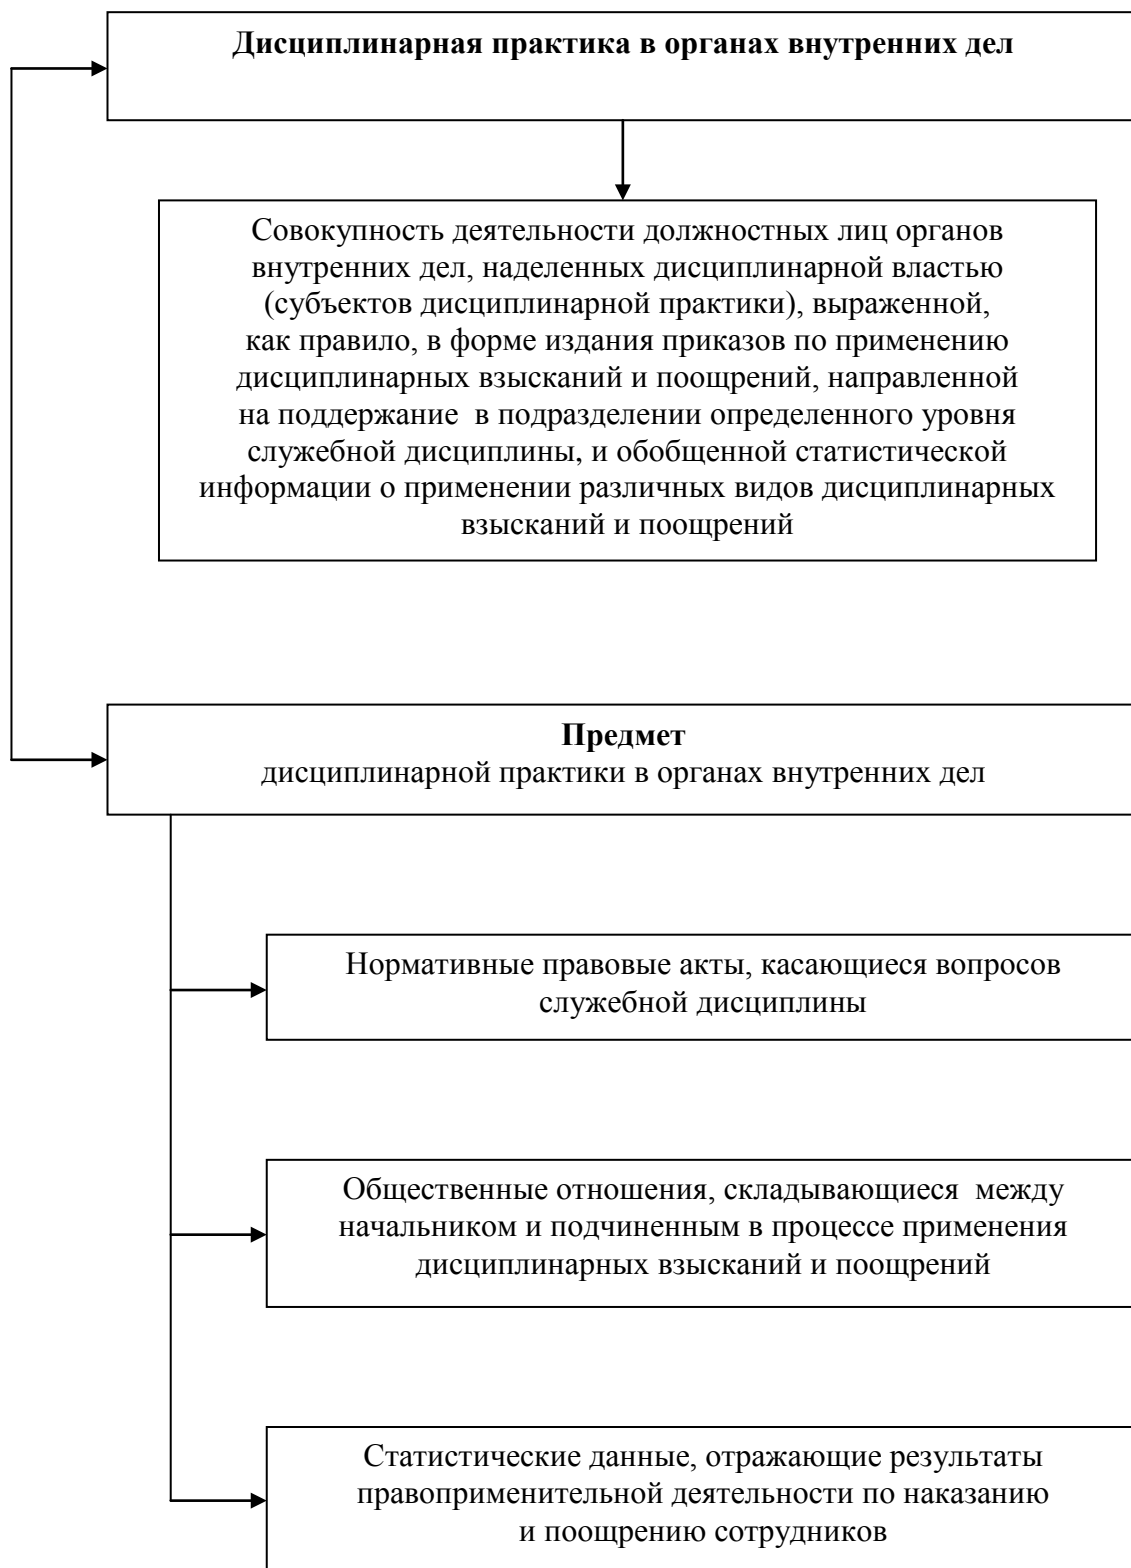 Дисциплинарная практика в органах внутренних дел
Совокупность деятельности должностных лиц органов
внутренних дел, наделенных дисциплинарной властью
(субъектов дисциплинарной практики), выраженной,
как правило, в форме издания приказов по применению
дисциплинарных взысканий и поощрений, направленной
на поддержание в подразделении определенного уровня
служебной дисциплины, и обобщенной статистической
информации о применении различных видов дисциплинарных
взысканий и поощрений
Предмет
дисциплинарной практики в органах внутренних дел
Нормативные правовые акты, касающиеся вопросов
служебной дисциплины
Общественные отношения, складывающиеся между
начальником и подчиненным в процессе применения
дисциплинарных взысканий и поощрений
Статистические данные, отражающие результаты
правоприменительной деятельности по наказанию
и поощрению сотрудников